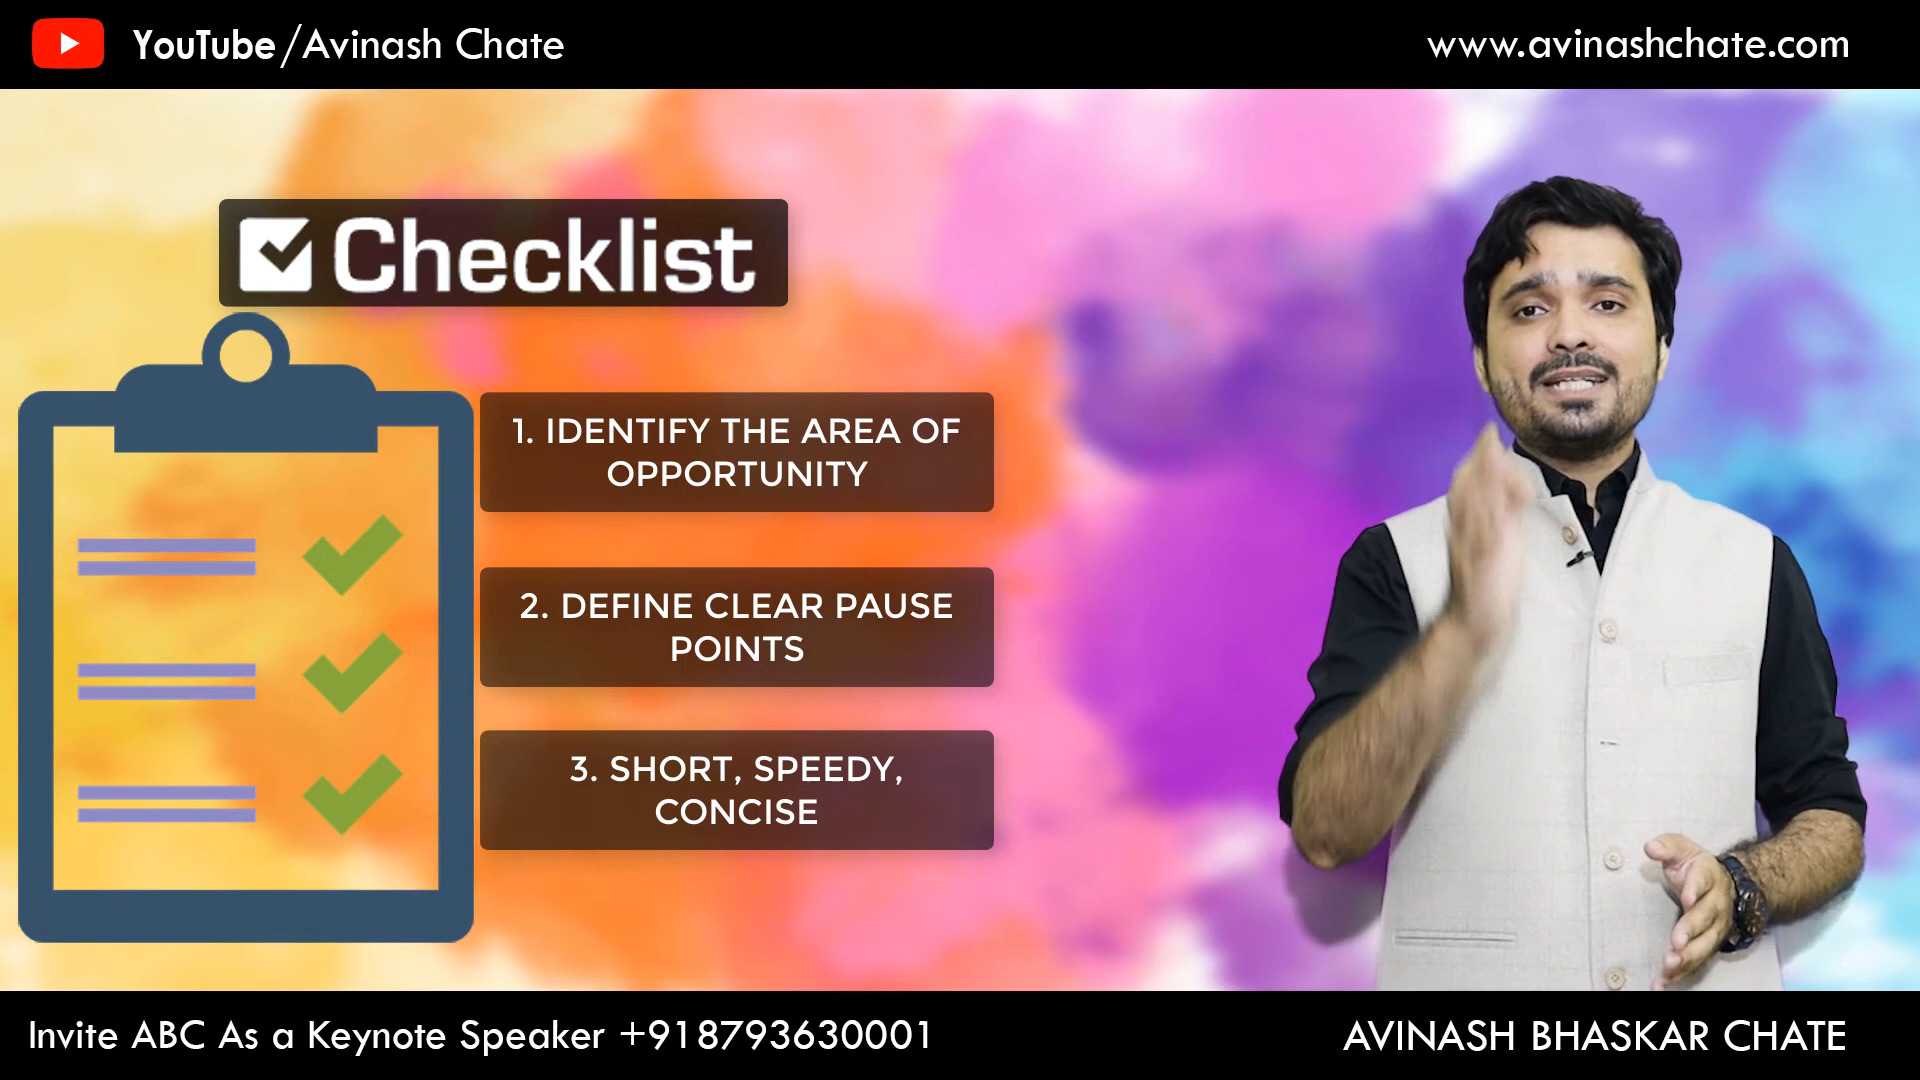 YouTube/Avinash Chate
www.avinashchate.com
Checklist
1. IDENTIFY THE AREA OF
OPPORTUNITY
2. DEFINE CLEAR PAUSE
POINTS
3. SHORT, SPEEDY,
CONCISE
Invite ABC As a Keynote Speaker +918793630001
AVINASH BHASKAR CHATE